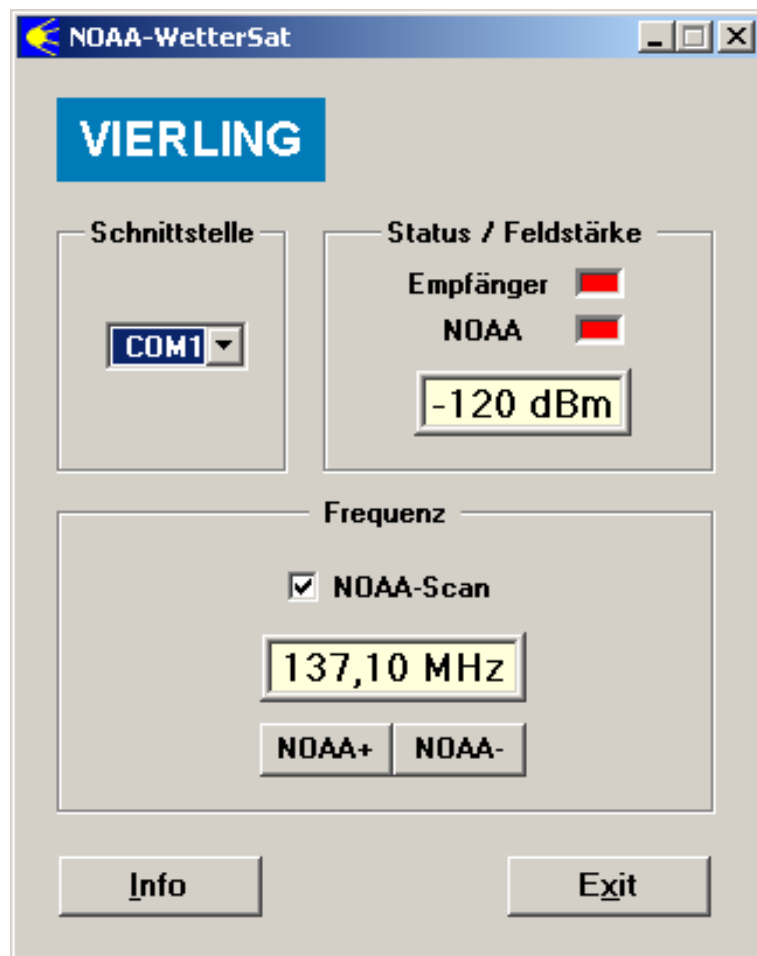 NOAA-WetterSat
VIERLING
Schnittstelle
COM1
Status / Feldstärke
Empfänger
NOAA
-120 dBm
Frequenz
NOAA-Scan
137,10 MHz
NOAA+ NOAA-
Info Exit